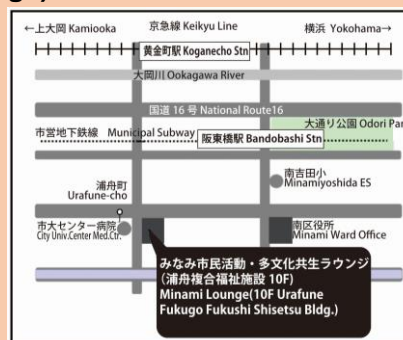 ←上大岡 Kamiooka
京急線 Keikyu Line
横浜 Yokohama→
黄金町駅 Koganecho Stn
大岡川 Ookagawa River
国道 16 号 National Route16
大通り公園 Odori Par
市営地下鉄線 Municipal Subway
阪東橋駅 Bandobashi Stn
南吉田小
Minamiyoshida ES
浦舟町
Urafune-cho
市大センター病院
City Univ.Center Med.Ctr.
南区役所
Minami Ward Office
みなみ市民活動・多文化共生ラウンジ
(浦舟複合福祉施設 10F)
Minami Lounge(10F Urafune
Fukugo Fukushi Shisetsu Bldg.)